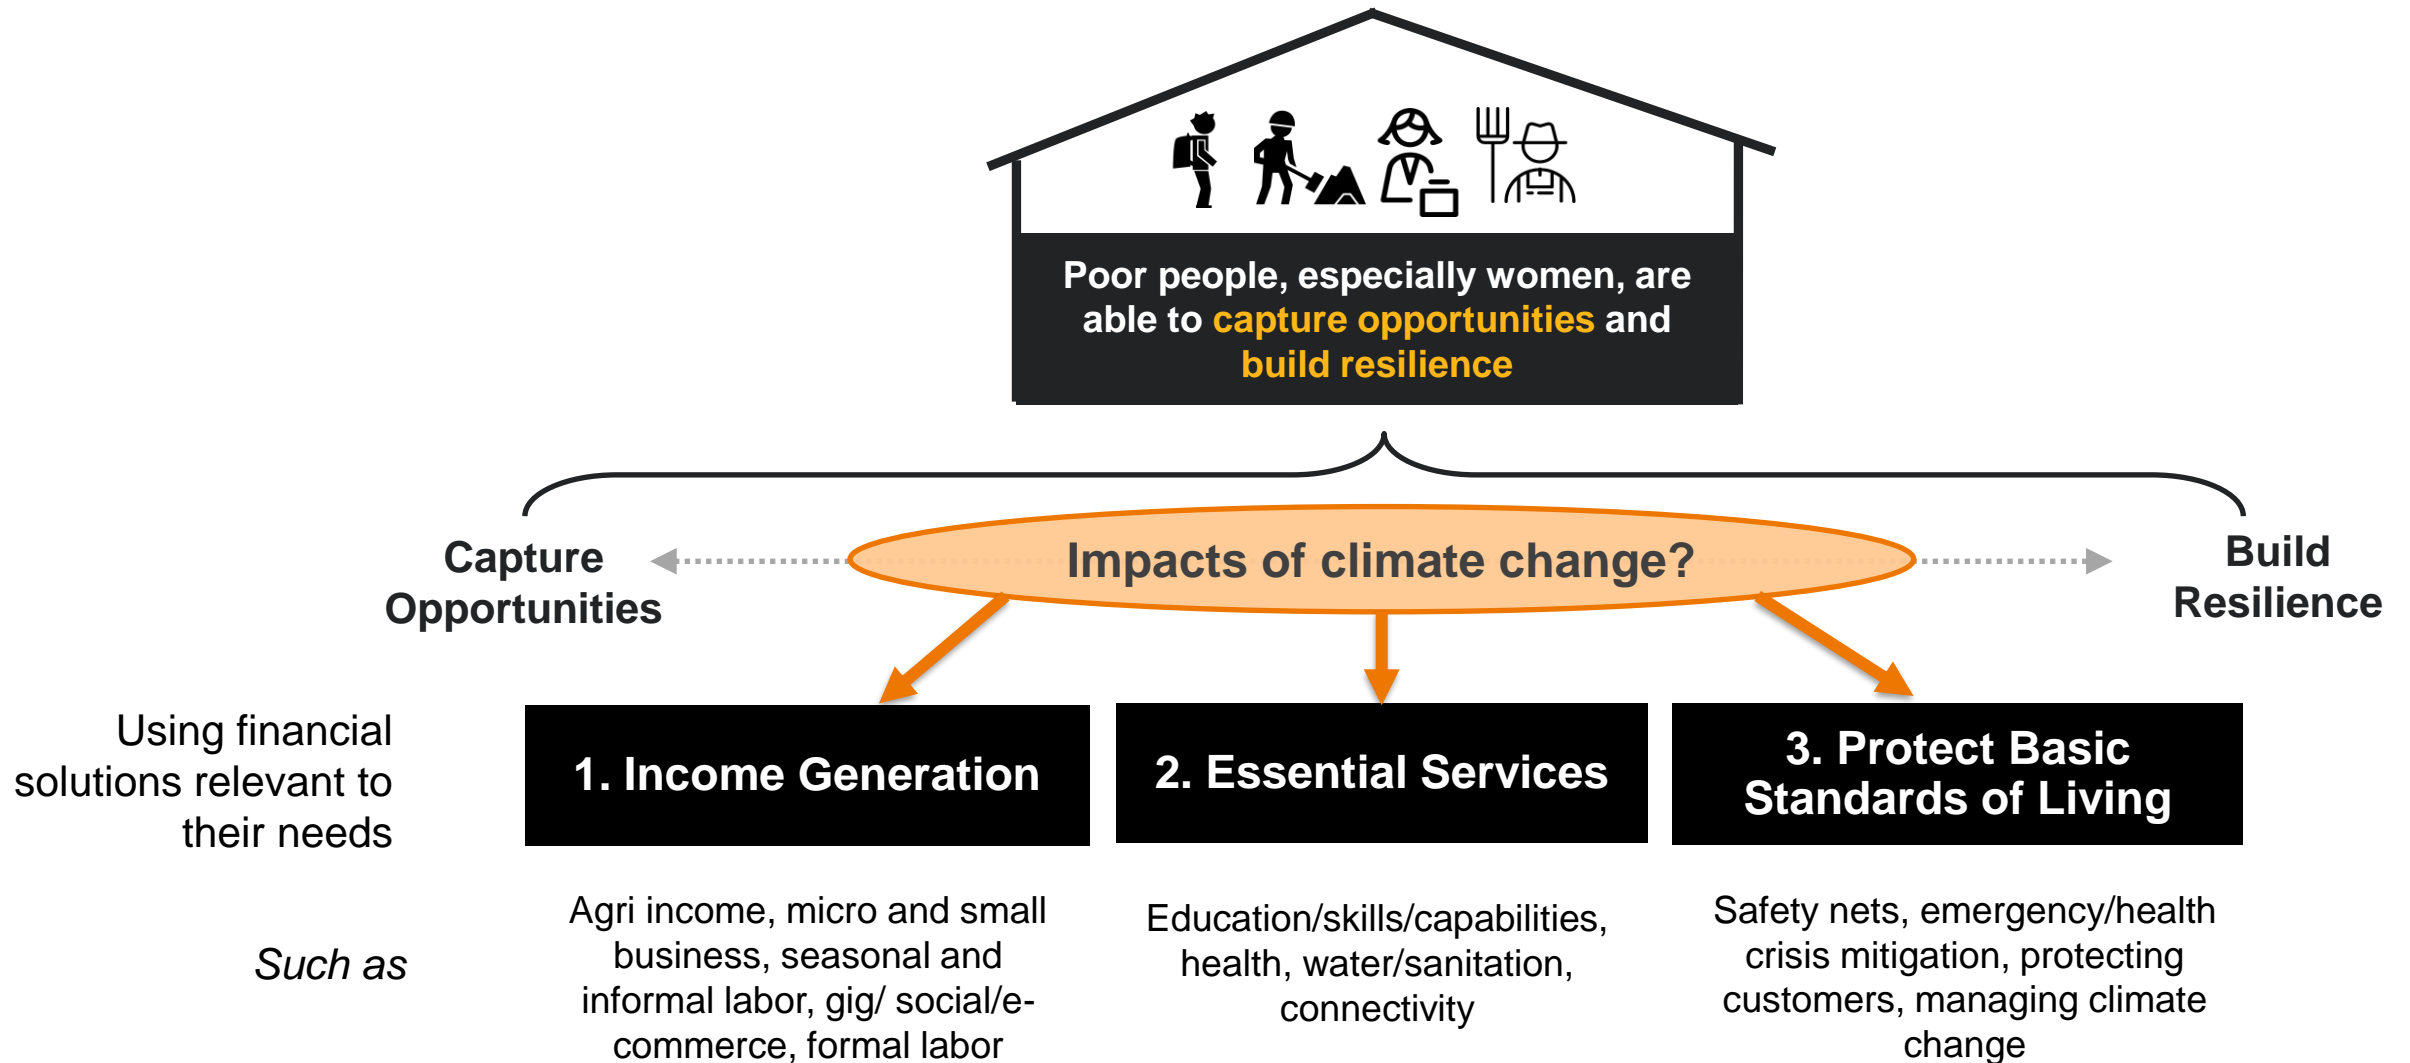 Poor people, especially women, are
able to capture opportunities and
build resilience
Capture
Opportunities
Impacts of climate change?
Build
Resilience
Using financial
solutions relevant to
their needs
1. Income Generation
2. Essential Services
3. Protect Basic
Standards of Living
Such as
Agri income, micro and small
business, seasonal and
informal labor, gig/ social/e-
commerce, formal labor
Education/skills/capabilities,
health, water/sanitation,
connectivity
Safety nets, emergency/health
crisis mitigation, protecting
customers, managing climate
change